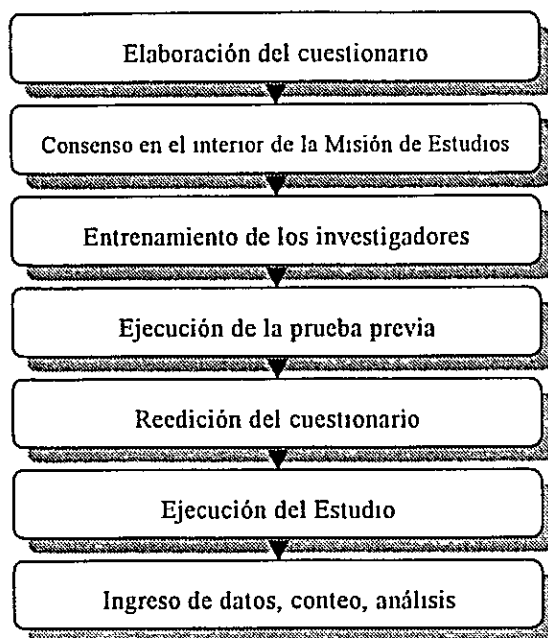 Elaboración del cuestionario
Consenso en el interior de la Misión de Estudios
Entrenamiento de los investigadores
Ejecución de la prueba previa
Reedición del cuestionario
Ejecución del Estudio
Ingreso de datos, conteo, análisis